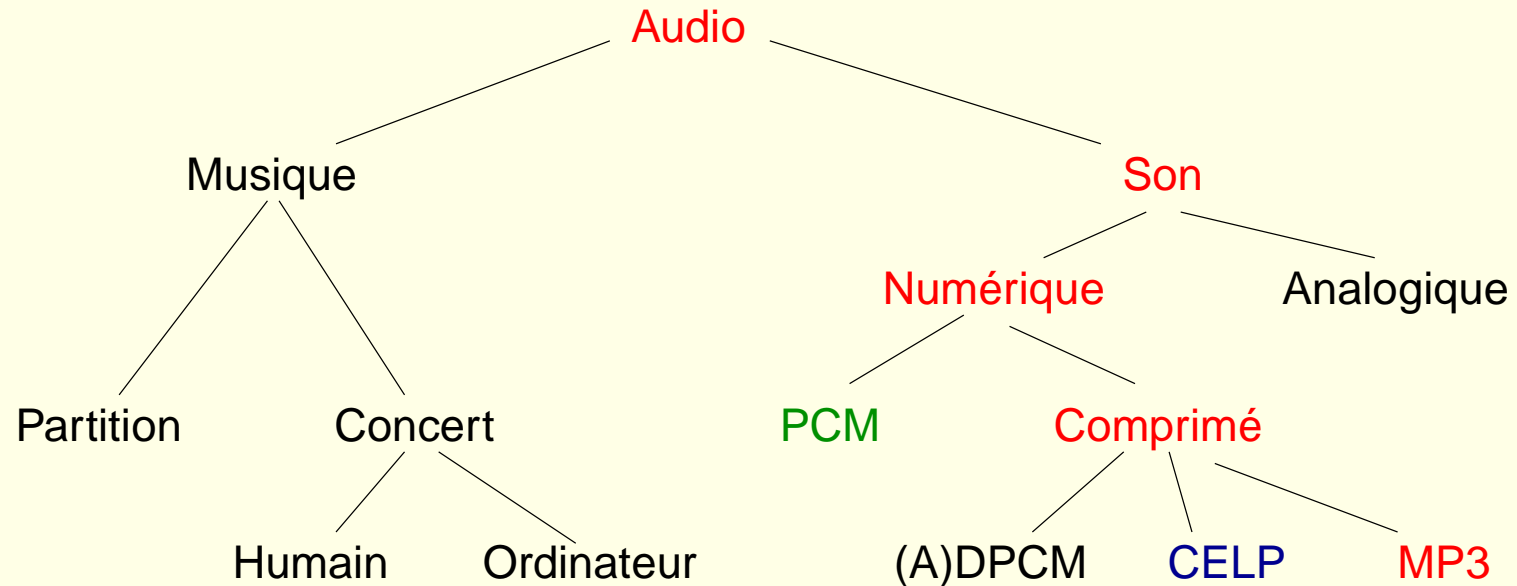 Audio
Musique Son
Numérique Analogique
Partition Concert PCM Comprimé
Humain Ordinateur (A)DPCM CELP MP3